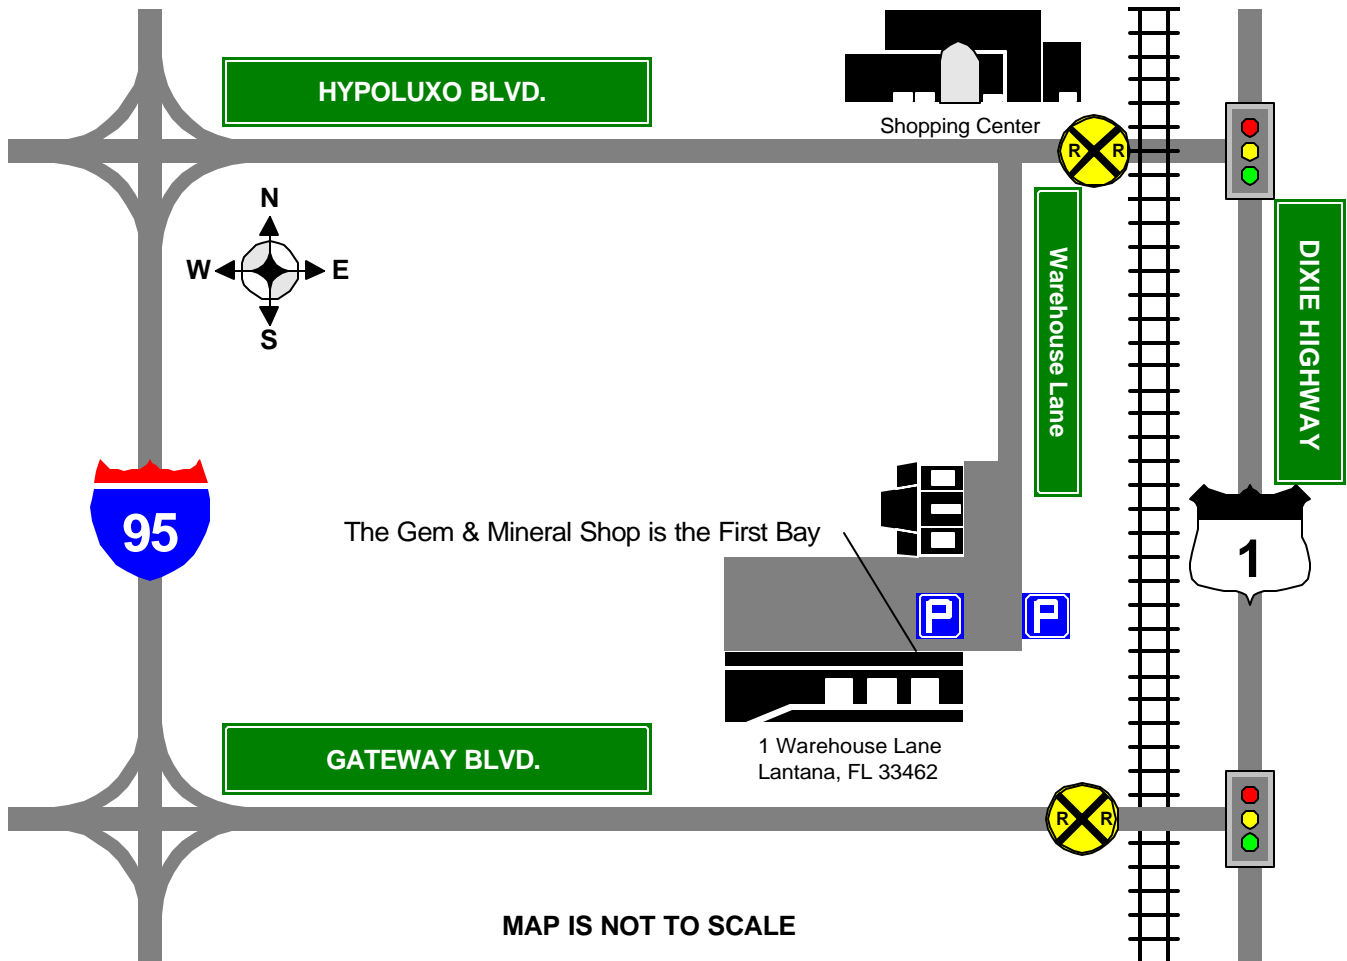 HYPOLUXO BLVD.
Shopping Center
R R
N
W E
S
Warehouse Lane
DIXIE HIGHWAY
95
The Gem & Mineral Shop is the First Bay
1
P P
GATEWAY BLVD.
1 Warehouse Lane
Lantana, FL 33462
R R
MAP IS NOT TO SCALE